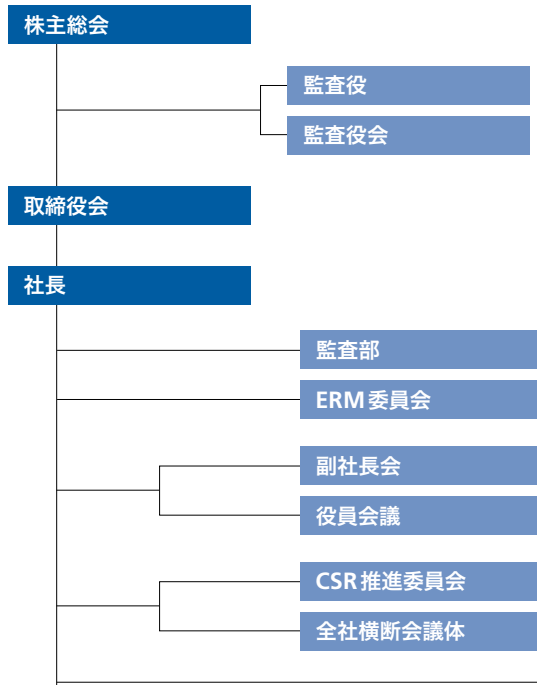 株主総会
監査役
監査役会
取締役会
社長
監査部
ERM委員会
副社長会
役員会議
CSR推進委員会
全社横断会議体